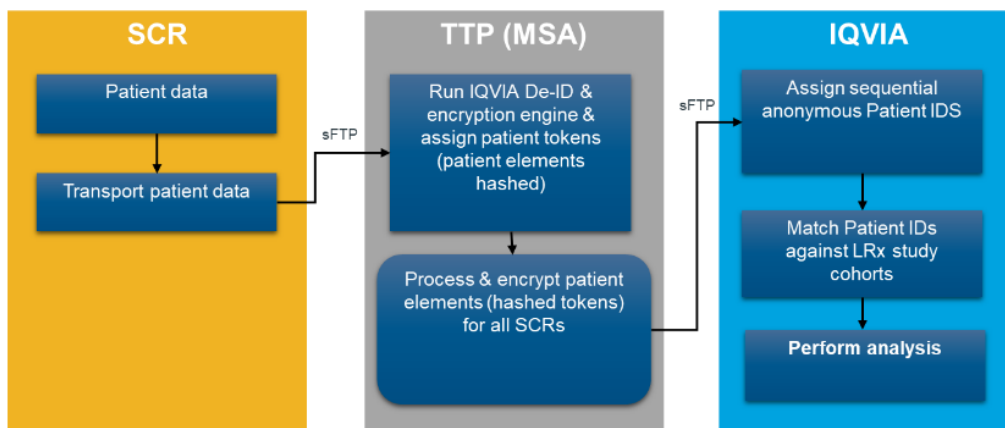 SCR
Patient data
Transport patient data
sFTP
TTP (MSA)
Run IQVIA De-ID &
encryption engine &
assign patient tokens
(patient elements
hashed)
Process & encrypt patient
elements (hashed tokens)
for all SCRs
sFTP
IQVIA
Assign sequential
anonymous Patient IDS
Match Patient IDs
against LRx study
cohorts
Perform analysis